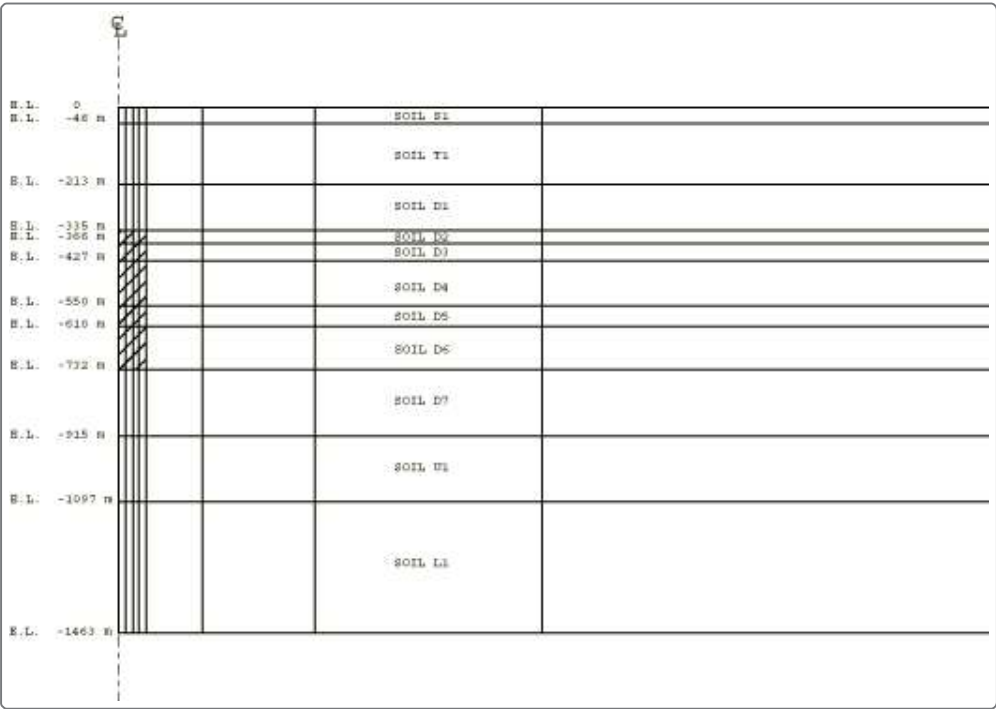 ℄
E.L. 0
E.L. -46 m
SOIL S1
SOIL T1
E.L. -213 m
SOIL D1
E.L. -335 m
E.L. -366 m
SOIL D2
SOIL D3
E.L. -427 m
SOIL D4
E.L. -550 m
SOIL D5
E.L. -610 m
SOIL D6
E.L. -732 m
SOIL D7
E.L. -915 m
SOIL U1
E.L. -1097 m
SOIL L1
E.L. -1463 m